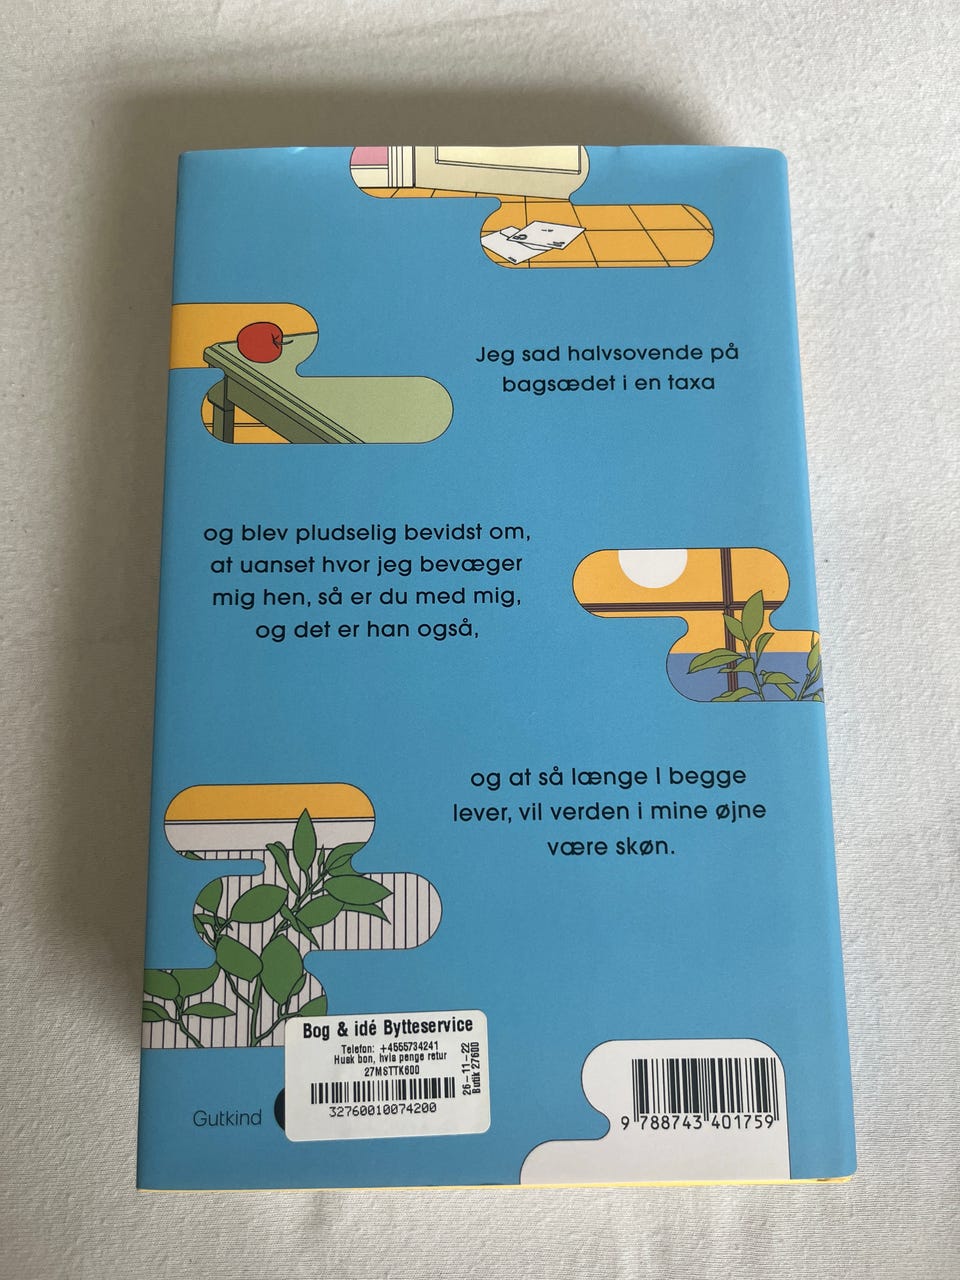 Jeg sad halvsovende på
bagsædet i en taxa
og blev pludselig bevidst om,
at uanset hvor jeg bevæger
mig hen, så er du med mig,
og det er han også,
og at så længe I begge
lever, vil verden i mine øjne
være skøn.
Bog & idé Bytteservice
Telefon: +4555734241
Husk bon, hvis penge retur
27MSTTK600
32760010074200
26-11-22
Butik 27600
Gutkind
9 788743 401759